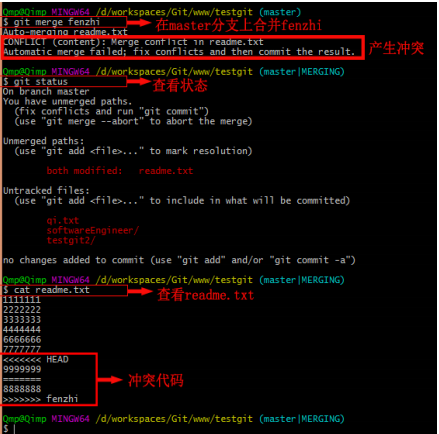 Qmp@Qimp MINGW64 /d/workspaces/Git/www/testgit (master)
$ git merge fenzhi 在master分支上合并fenzhi
Auto-merging readme.txt
CONFLICT (content): Merge conflict in readme.txt
Automatic merge failed; fix conflicts and then commit the result. 产生冲突
Qmp@Qimp MINGW64 /d/workspaces/Git/www/testgit (master|MERGING)
$ git status 查看状态
On branch master
You have unmerged paths.
(fix conflicts and run "git commit")
(use "git merge --abort" to abort the merge)
Unmerged paths:
(use "git add <file>..." to mark resolution)
both modified: readme.txt
Untracked files:
(use "git add <file>..." to include in what will be committed)
qi.txt
softwareEngineer/
testgit2/
no changes added to commit (use "git add" and/or "git commit -a")
Qmp@Qimp MINGW64 /d/workspaces/Git/www/testgit (master|MERGING)
$ cat readme.txt 查看readme.txt
1111111
2222222
3333333
4444444
6666666
7777777
<<<<<<< HEAD
9999999
=======
8888888
>>>>>>> fenzhi
冲突代码
Qmp@Qimp MINGW64 /d/workspaces/Git/www/testgit (master|MERGING)
$